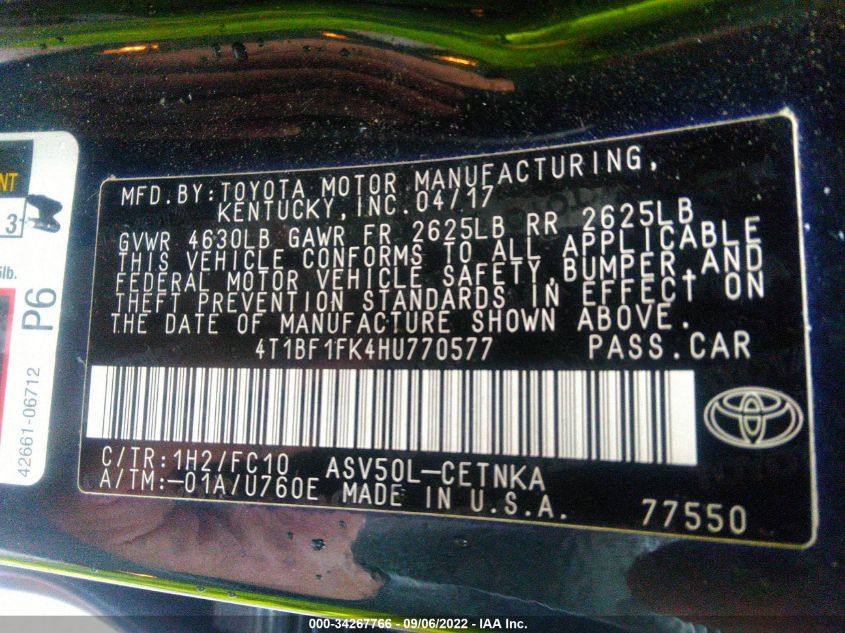 NT
3
lb.
P6
42661-06712
MFD.BY:TOYOTA MOTOR MANUFACTURING,
KENTUCKY,INC.04/17
GVWR 4630LB GAWR FR 2625LB RR 2625LB
THIS VEHICLE CONFORMS TO ALL APPLICABLE
FEDERAL MOTOR VEHICLE SAFETY,BUMPER,AND
THEFT PREVENTION STANDARDS IN EFFECT ON
THE DATE OF MANUFACTURE SHOWN ABOVE.
4T1BF1FK4HU770577 PASS.CAR
C/TR:1H2/FC10 ASV50L-CETNKA
A/TM:-01A/U760E MADE IN U.S.A. 77550
000-34267766 - 09/06/2022 - IAA Inc.